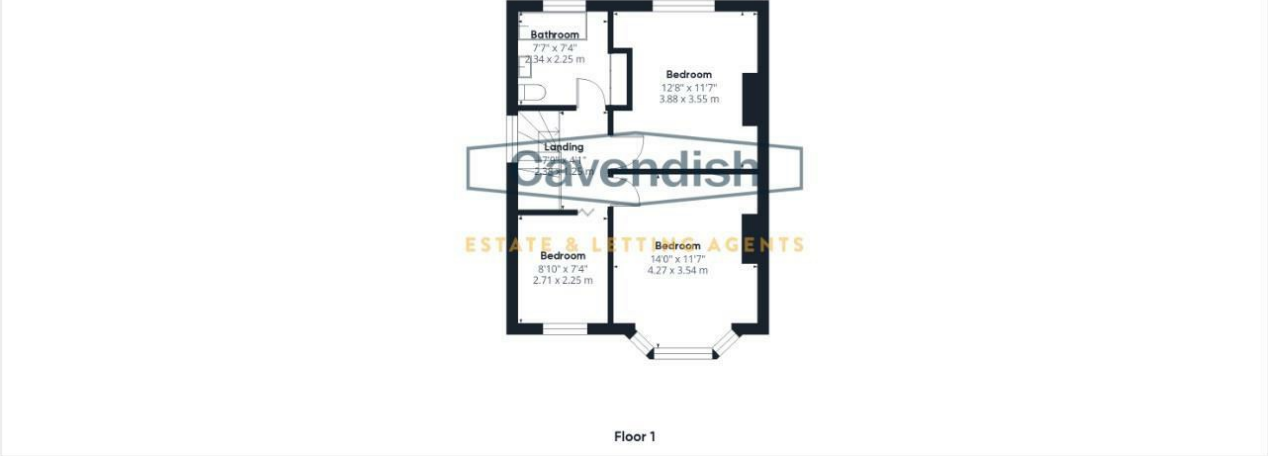 Bathroom
7'7" x 7'4"
2.34 x 2.25 m
Bedroom
12'8" x 11'7"
3.88 x 3.55 m
Landing
Cavendish
ESTATE & LETTING AGENTS
Bedroom
8'10" x 7'4"
2.71 x 2.25 m
Bedroom
14'0" x 11'7"
4.27 x 3.54 m
Floor 1